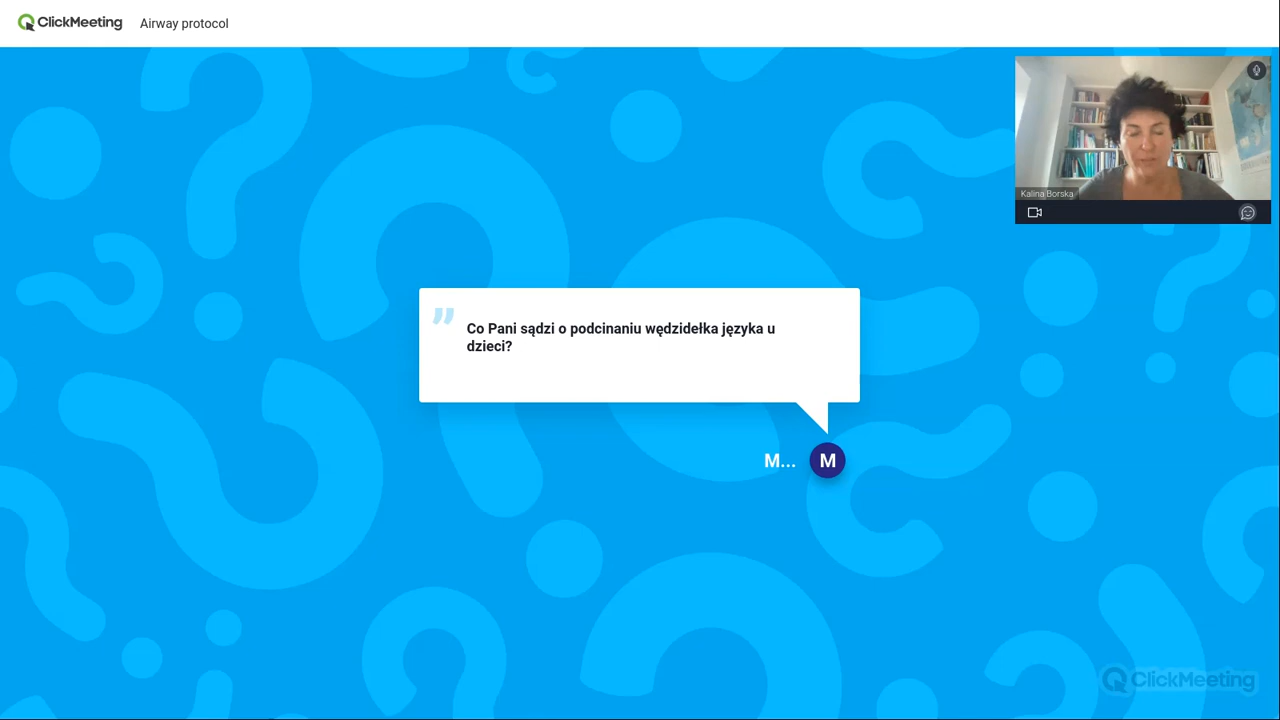 ClickMeeting Airway protocol
Kalina Borska
Co Pani sądzi o podcinaniu wędzidełka języka u
dzieci?
M... M
ClickMeeting